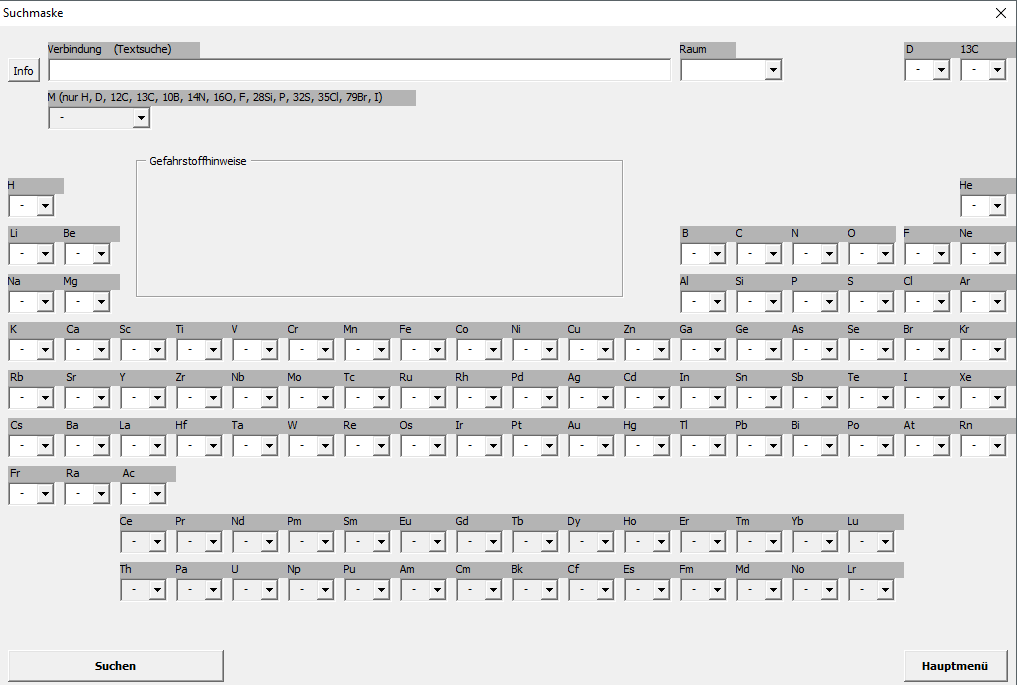 Suchmaske
Verbindung (Textsuche) Raum D 13C
Info - -
M (nur H, D, 12C, 13C, 10B, 14N, 16O, F, 28Si, P, 32S, 35Cl, 79Br, I)
-
Gefahrstoffhinweise
H He
- -
Li Be B C N O F Ne
- - - - - - - -
Na Mg Al Si P S Cl Ar
- - - - - - - -
K Ca Sc Ti V Cr Mn Fe Co Ni Cu Zn Ga Ge As Se Br Kr
- - - - - - - - - - - - - - - - - -
Rb Sr Y Zr Nb Mo Tc Ru Rh Pd Ag Cd In Sn Sb Te I Xe
- - - - - - - - - - - - - - - - - -
Cs Ba La Hf Ta W Re Os Ir Pt Au Hg Tl Pb Bi Po At Rn
- - - - - - - - - - - - - - - - - -
Fr Ra Ac
- - -
Ce Pr Nd Pm Sm Eu Gd Tb Dy Ho Er Tm Yb Lu
- - - - - - - - - - - - - -
Th Pa U Np Pu Am Cm Bk Cf Es Fm Md No Lr
- - - - - - - - - - - - - -
Suchen Hauptmenü